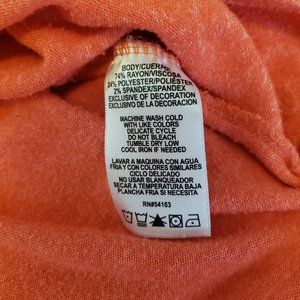 BODY/CUERPO
74% RAYON/VISCOSA
24% POLYESTER/POLIESTER
2% SPANDEX/SPANDEX
EXCLUSIVE OF DECORATION
EXCLUSIVO DE LA DECORACION
MACHINE WASH COLD
WITH LIKE COLORS
DELICATE CYCLE
DO NOT BLEACH
TUMBLE DRY LOW
COOL IRON IF NEEDED
LAVAR A MAQUINA CON AGUA
FRIA Y CON COLORES SIMILARES
CICLO DELICADO
NO USAR BLANQUEADOR
SECAR A TEMPERATURA BAJA
PLANCHA FRIA SI NECESITA
RN#54163